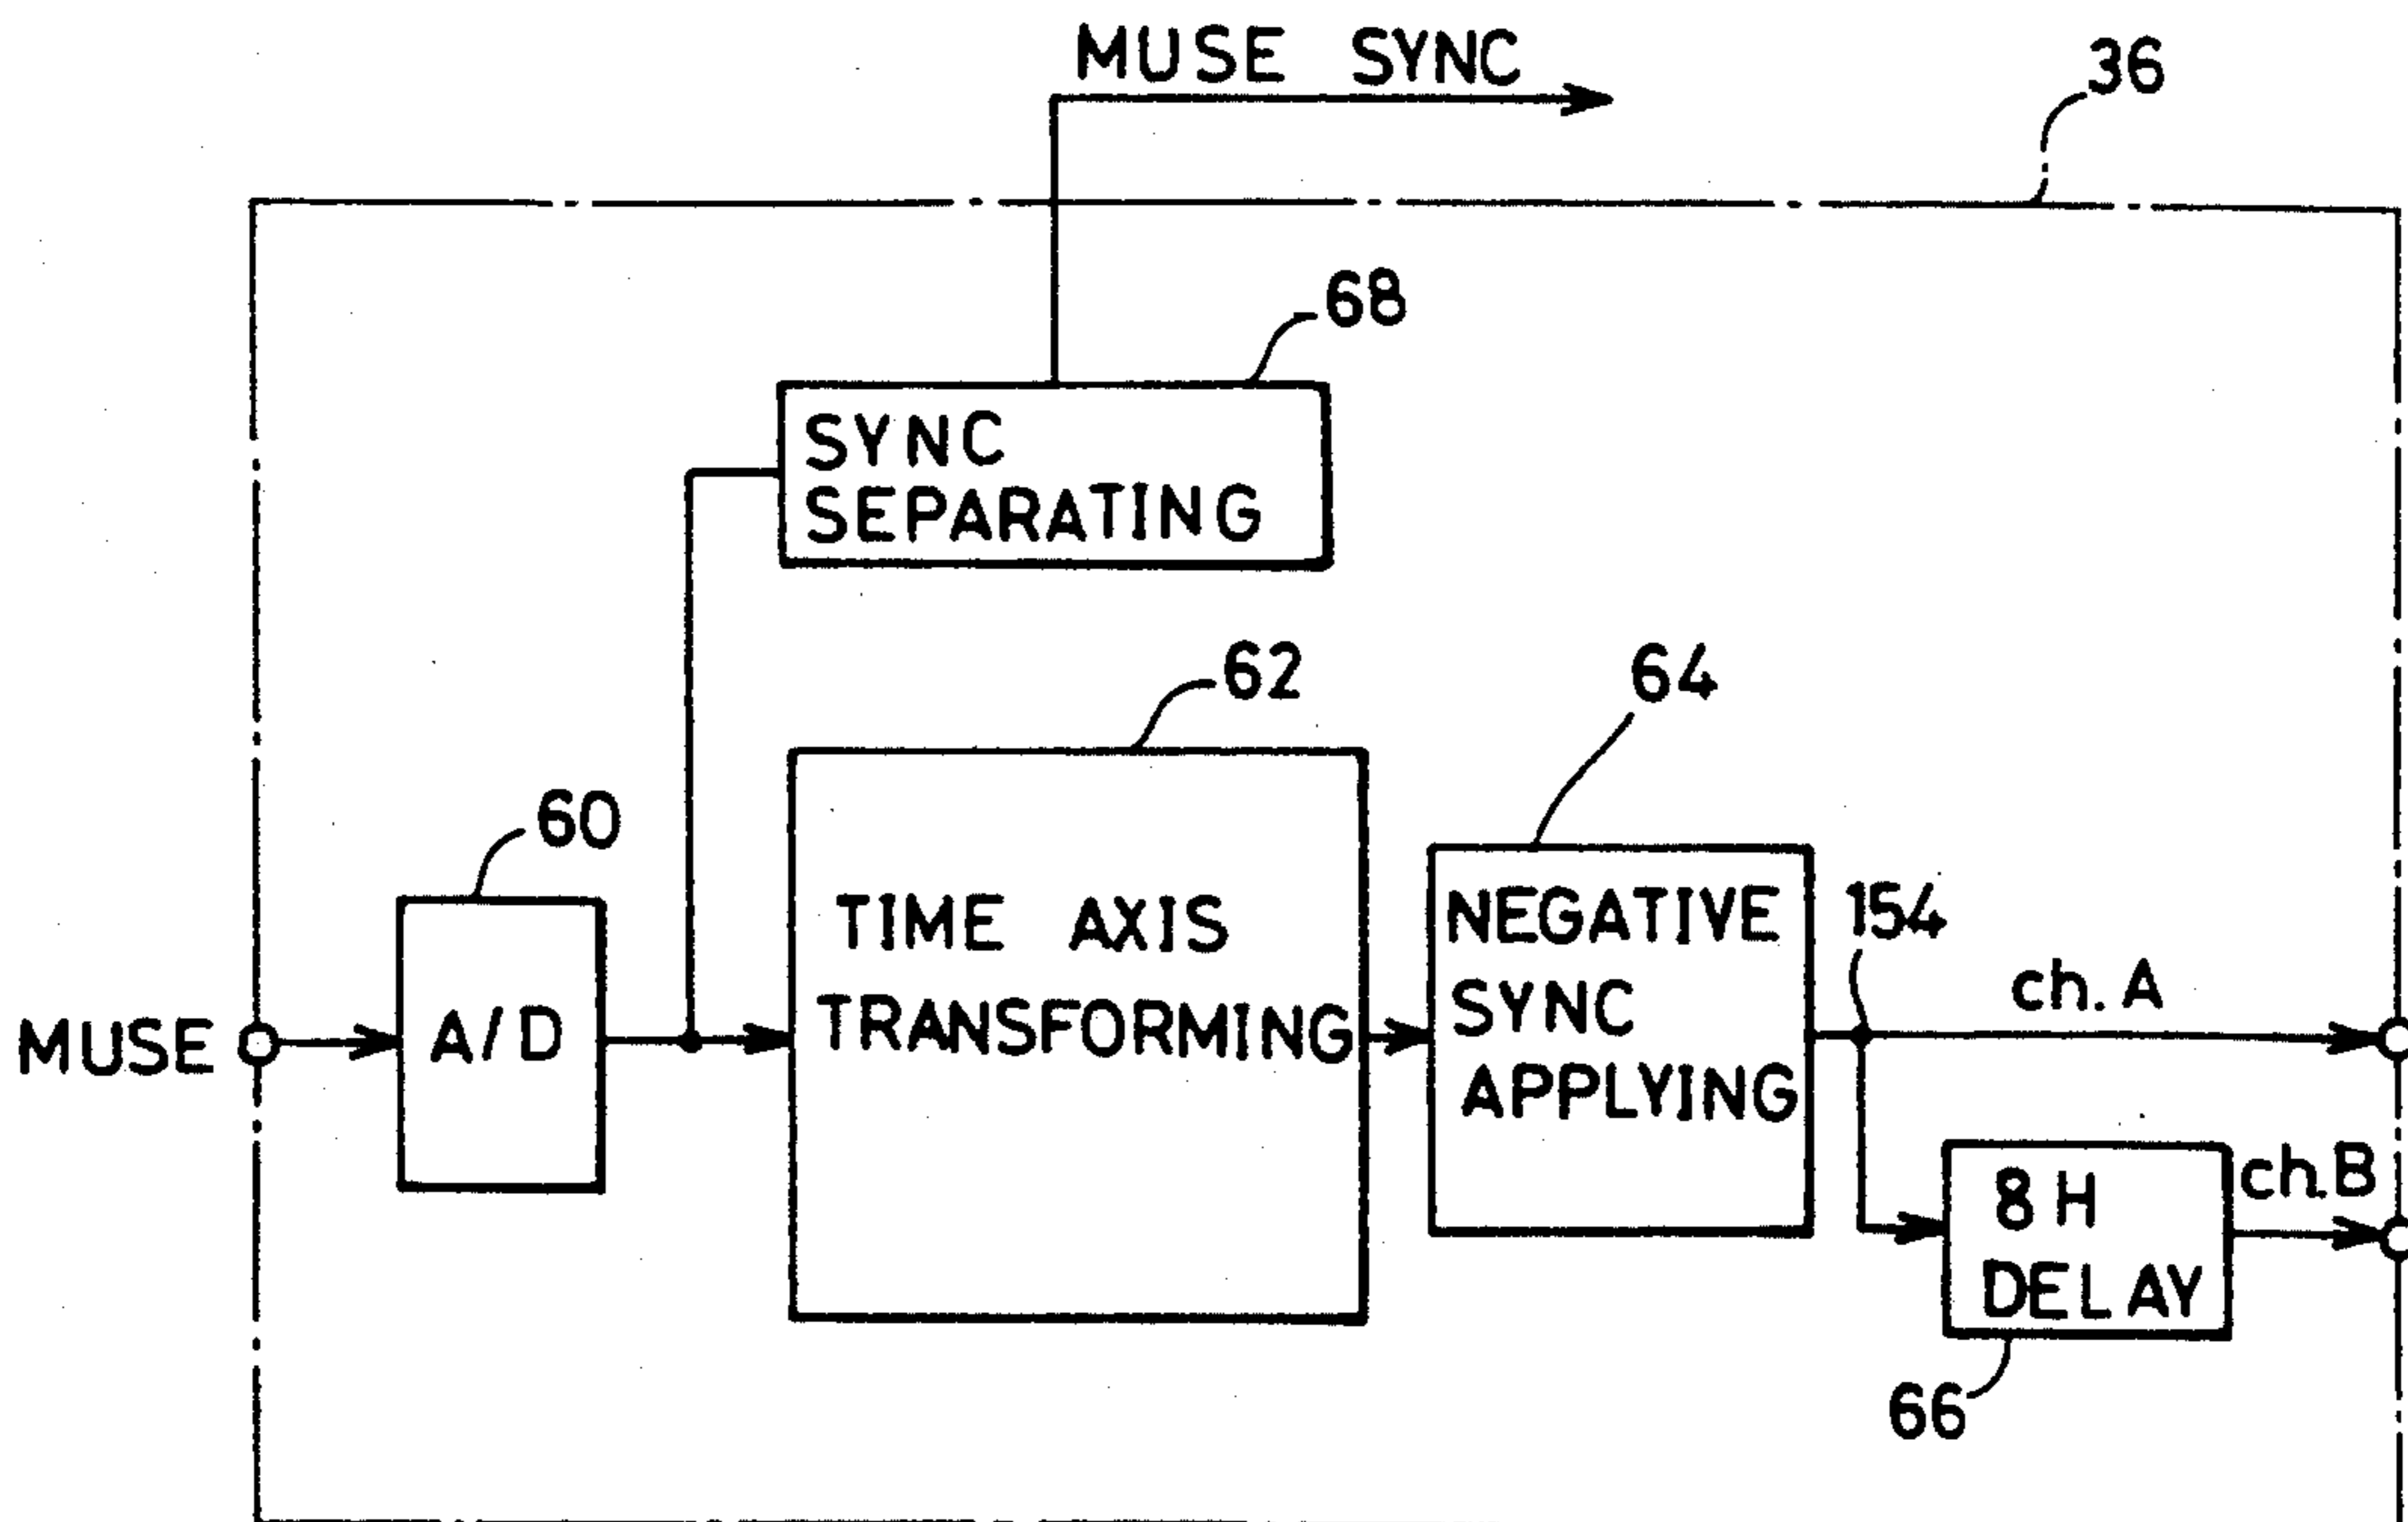 MUSE SYNC
36
68
SYNC
SEPARATING
62
64
60
TIME AXIS
TRANSFORMING
NEGATIVE
SYNC
APPLYING
154
ch. A
MUSE
A/D
8H
DELAY
ch.B
66